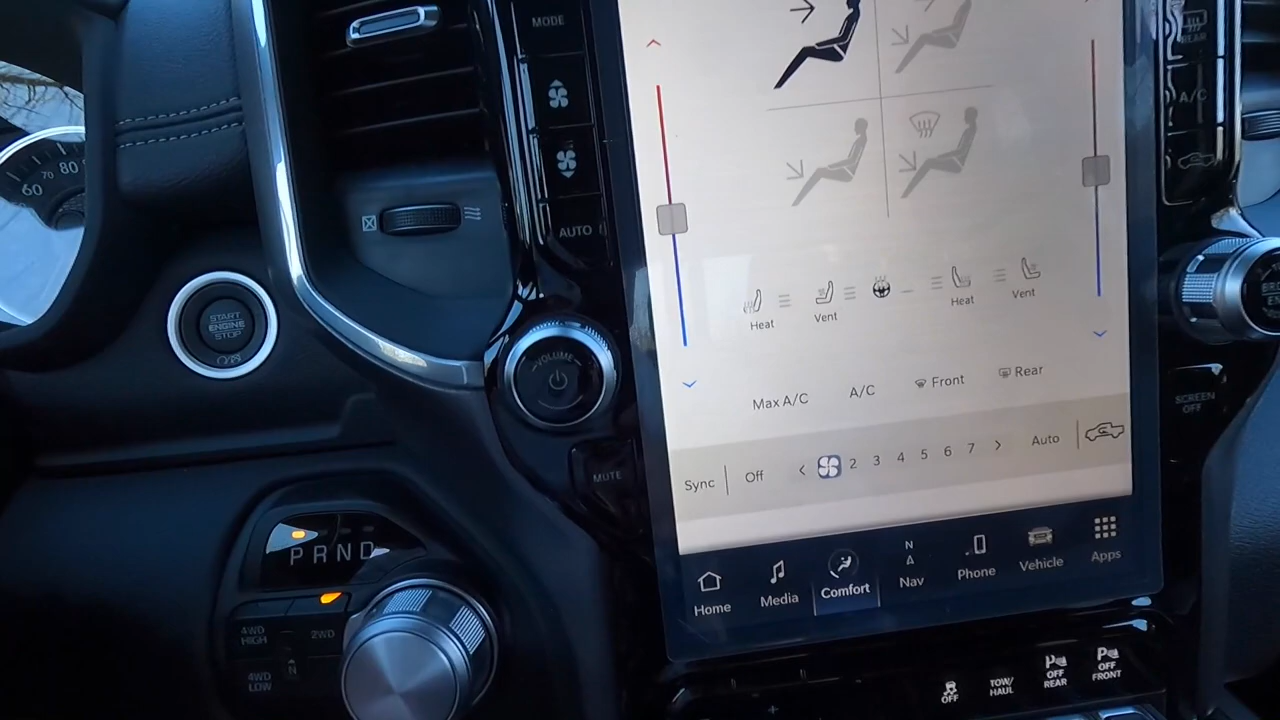 MODE
REAR
A/C
60
70
80
AUTO
START
ENGINE
STOP
VOLUME
Heat
Vent
Heat
Vent
Max A/C
A/C
Front
Rear
SCREEN
OFF
MUTE
Sync
Off
< 2 3 4 5 6 7 >
Auto
P R N D
Home
Media
Comfort
N
Nav
Phone
Vehicle
Apps
4WD
HIGH
2WD
N
4WD
LOW
OFF
TOW/
HAUL
OFF
REAR
OFF
FRONT